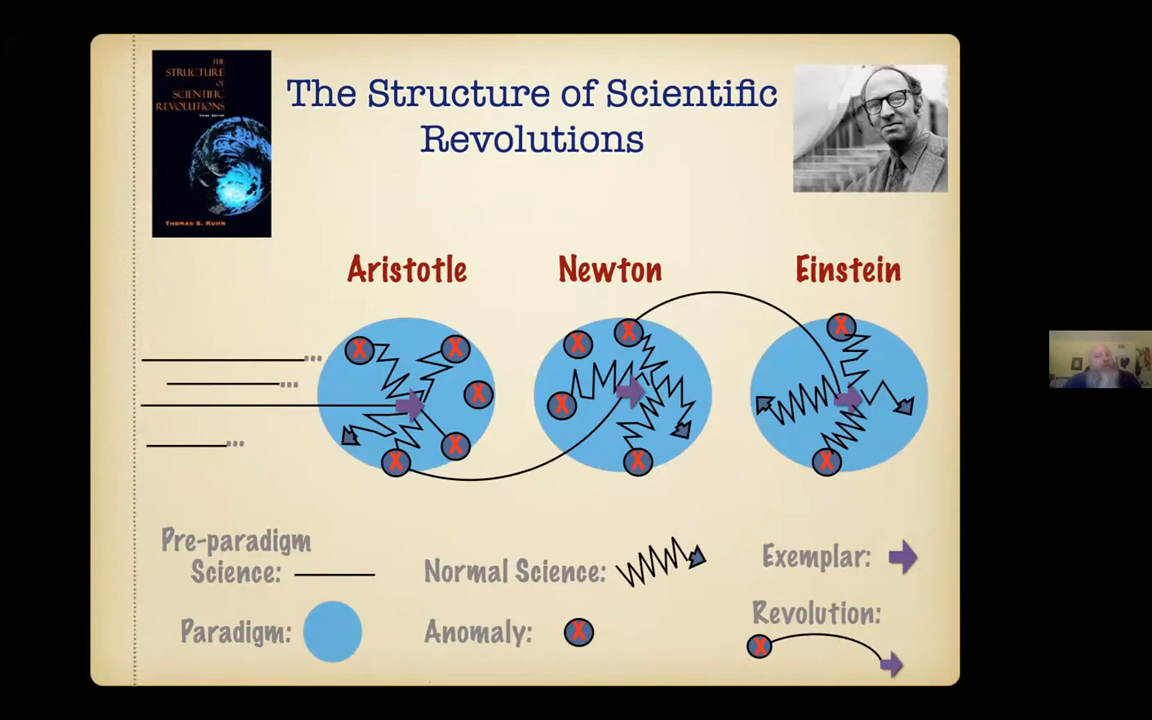 THE
STRUCTURE
OF
SCIENTIFIC
REVOLUTIONS
THIRD EDITION
THOMAS S. KUHN
The Structure of Scientific
Revolutions
Aristotle
Newton
Einstein
X
X
X
X
X
X
X
X
X
X
X
Pre-paradigm
Science:
Normal Science:
Exemplar:
Paradigm:
Anomaly:
X
Revolution:
X